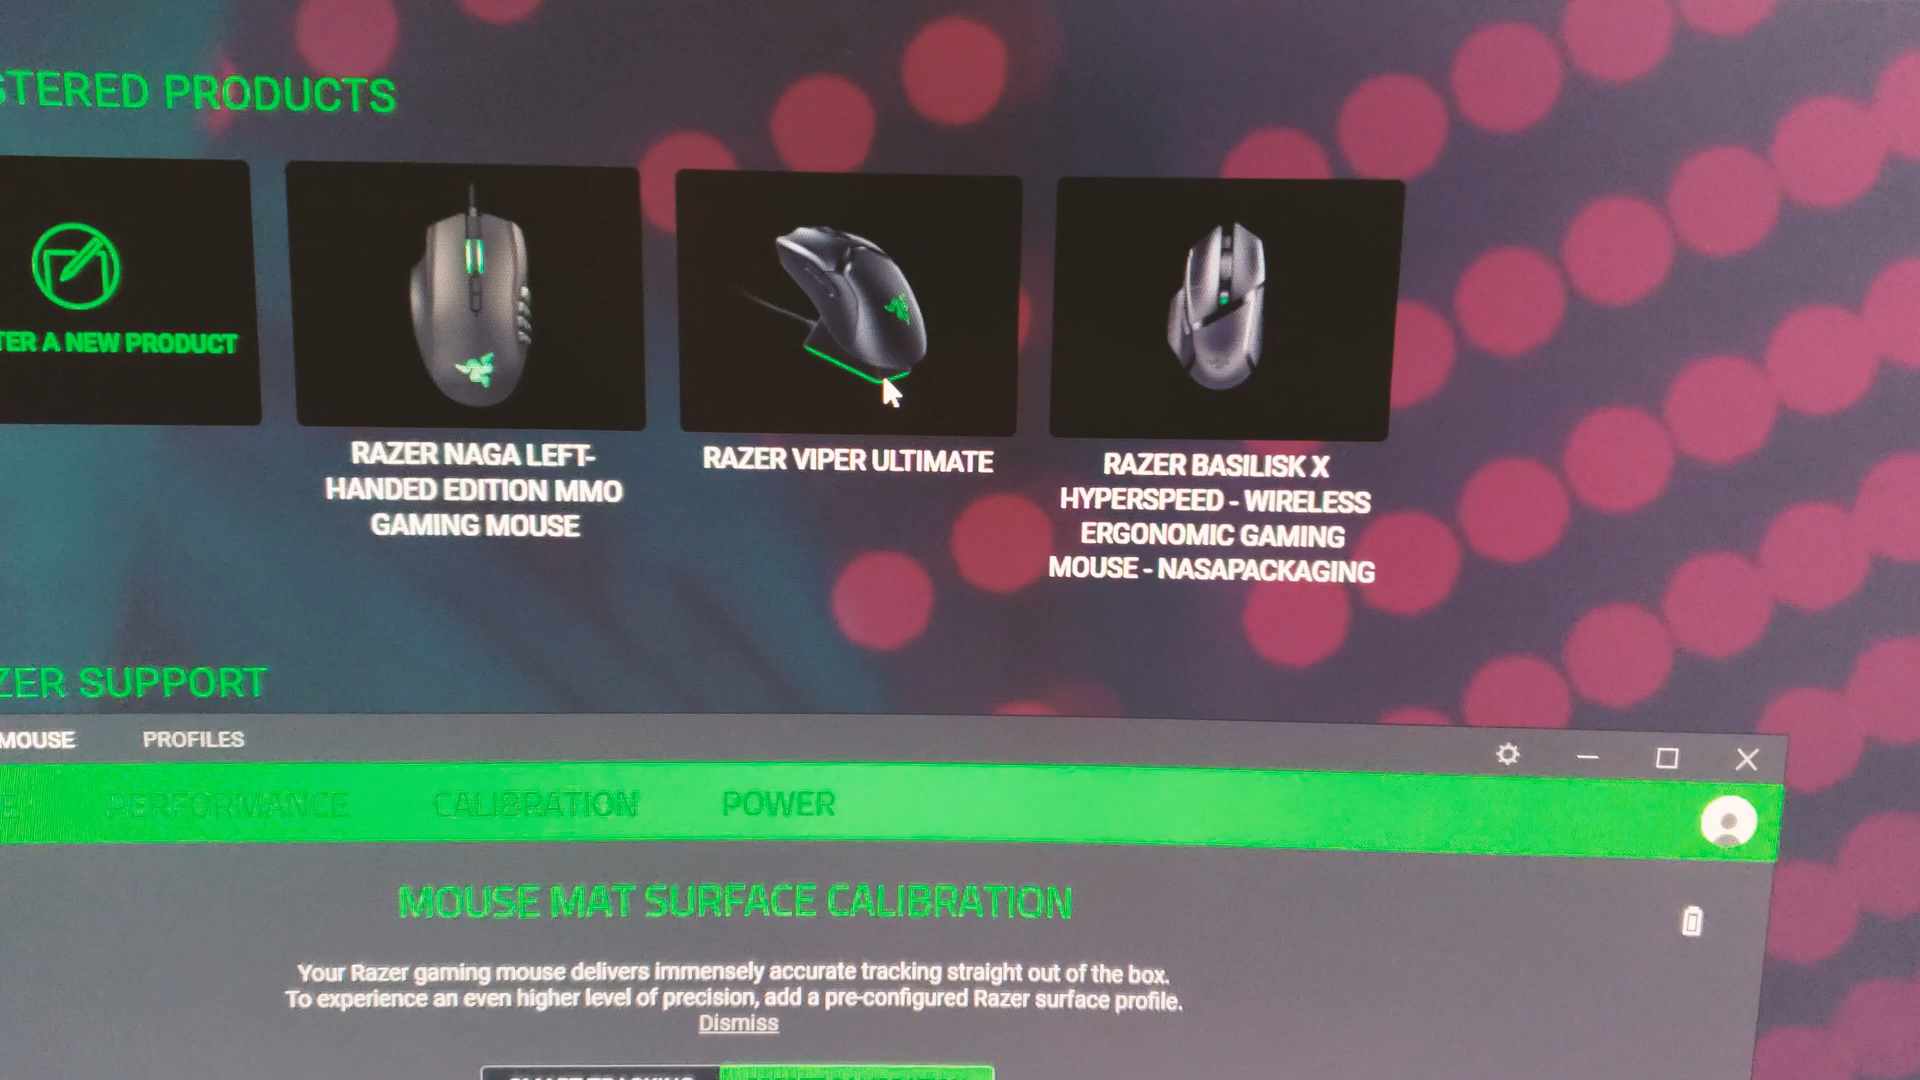 STERED PRODUCTS
TER A NEW PRODUCT
RAZER NAGA LEFT-
HANDED EDITION MMO
GAMING MOUSE
RAZER VIPER ULTIMATE
RAZER BASILISK X
HYPERSPEED - WIRELESS
ERGONOMIC GAMING
MOUSE - NASAPACKAGING
ZER SUPPORT
MOUSE PROFILES
PERFORMANCE CALIBRATION POWER
MOUSE MAT SURFACE CALIBRATION
Your Razer gaming mouse delivers immensely accurate tracking straight out of the box.
To experience an even higher level of precision, add a pre-configured Razer surface profile.
Dismiss